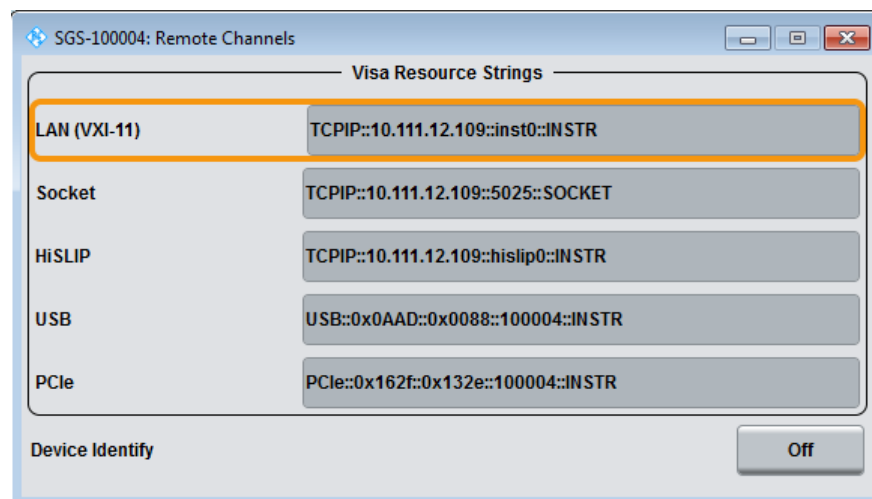 SGS-100004: Remote Channels
Visa Resource Strings
LAN (VXI-11) TCPIP::10.111.12.109::inst0::INSTR
Socket TCPIP::10.111.12.109::5025::SOCKET
HiSLIP TCPIP::10.111.12.109::hislip0::INSTR
USB USB::0x0AAD::0x0088::100004::INSTR
PCIe PCIe::0x162f::0x132e::100004::INSTR
Device Identify Off